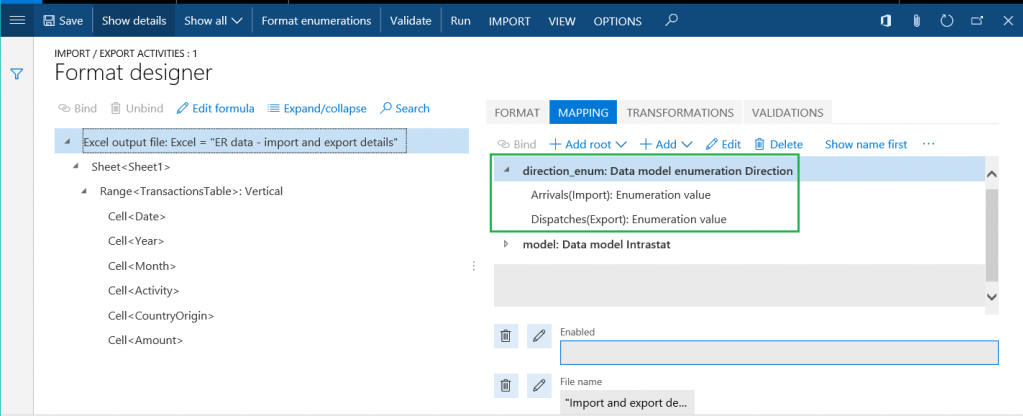 Save Show details Show all Format enumerations Validate Run IMPORT VIEW OPTIONS
IMPORT / EXPORT ACTIVITIES : 1
Format designer
Bind Unbind Edit formula Expand/collapse Search
Excel output file: Excel = "ER data - import and export details"
Sheet<Sheet1>
Range<TransactionsTable>: Vertical
Cell<Date>
Cell<Year>
Cell<Month>
Cell<Activity>
Cell<CountryOrigin>
Cell<Amount>
FORMAT MAPPING TRANSFORMATIONS VALIDATIONS
Bind Add root Add Edit Delete Show name first ···
direction_enum: Data model enumeration Direction
Arrivals(Import): Enumeration value
Dispatches(Export): Enumeration value
model: Data model Intrastat
Enabled
File name
"Import and export de...